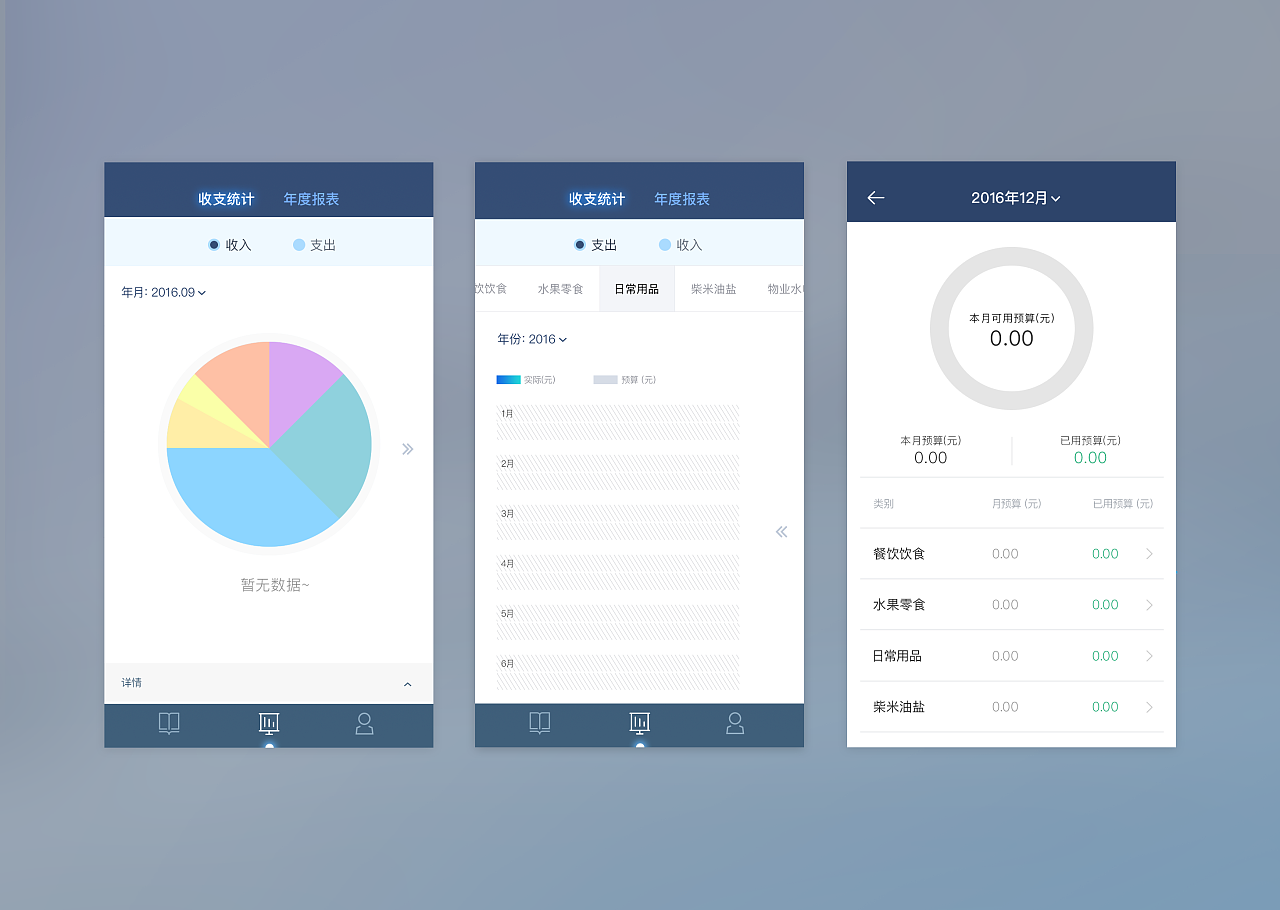 收支统计 年度报表
收入 支出
年月: 2016.09
暂无数据~
详情
收支统计 年度报表
支出 收入
饮饮食 水果零食 日常用品 柴米油盐 物业水
年份: 2016
实际(元) 预算 (元)
1月
2月
3月
4月
5月
6月
2016年12月
本月可用预算(元)
0.00
本月预算(元) 已用预算(元)
0.00 0.00
类别 月预算 (元) 已用预算 (元)
餐饮饮食 0.00 0.00
水果零食 0.00 0.00
日常用品 0.00 0.00
柴米油盐 0.00 0.00